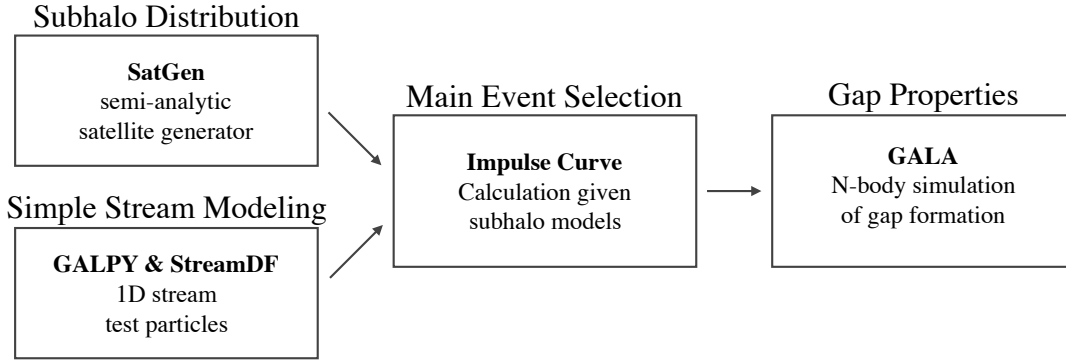 Subhalo Distribution
SatGen
semi-analytic
satellite generator
Simple Stream Modeling
GALPY & StreamDF
1D stream
test particles
Main Event Selection
Impulse Curve
Calculation given
subhalo models
Gap Properties
GALA
N-body simulation
of gap formation